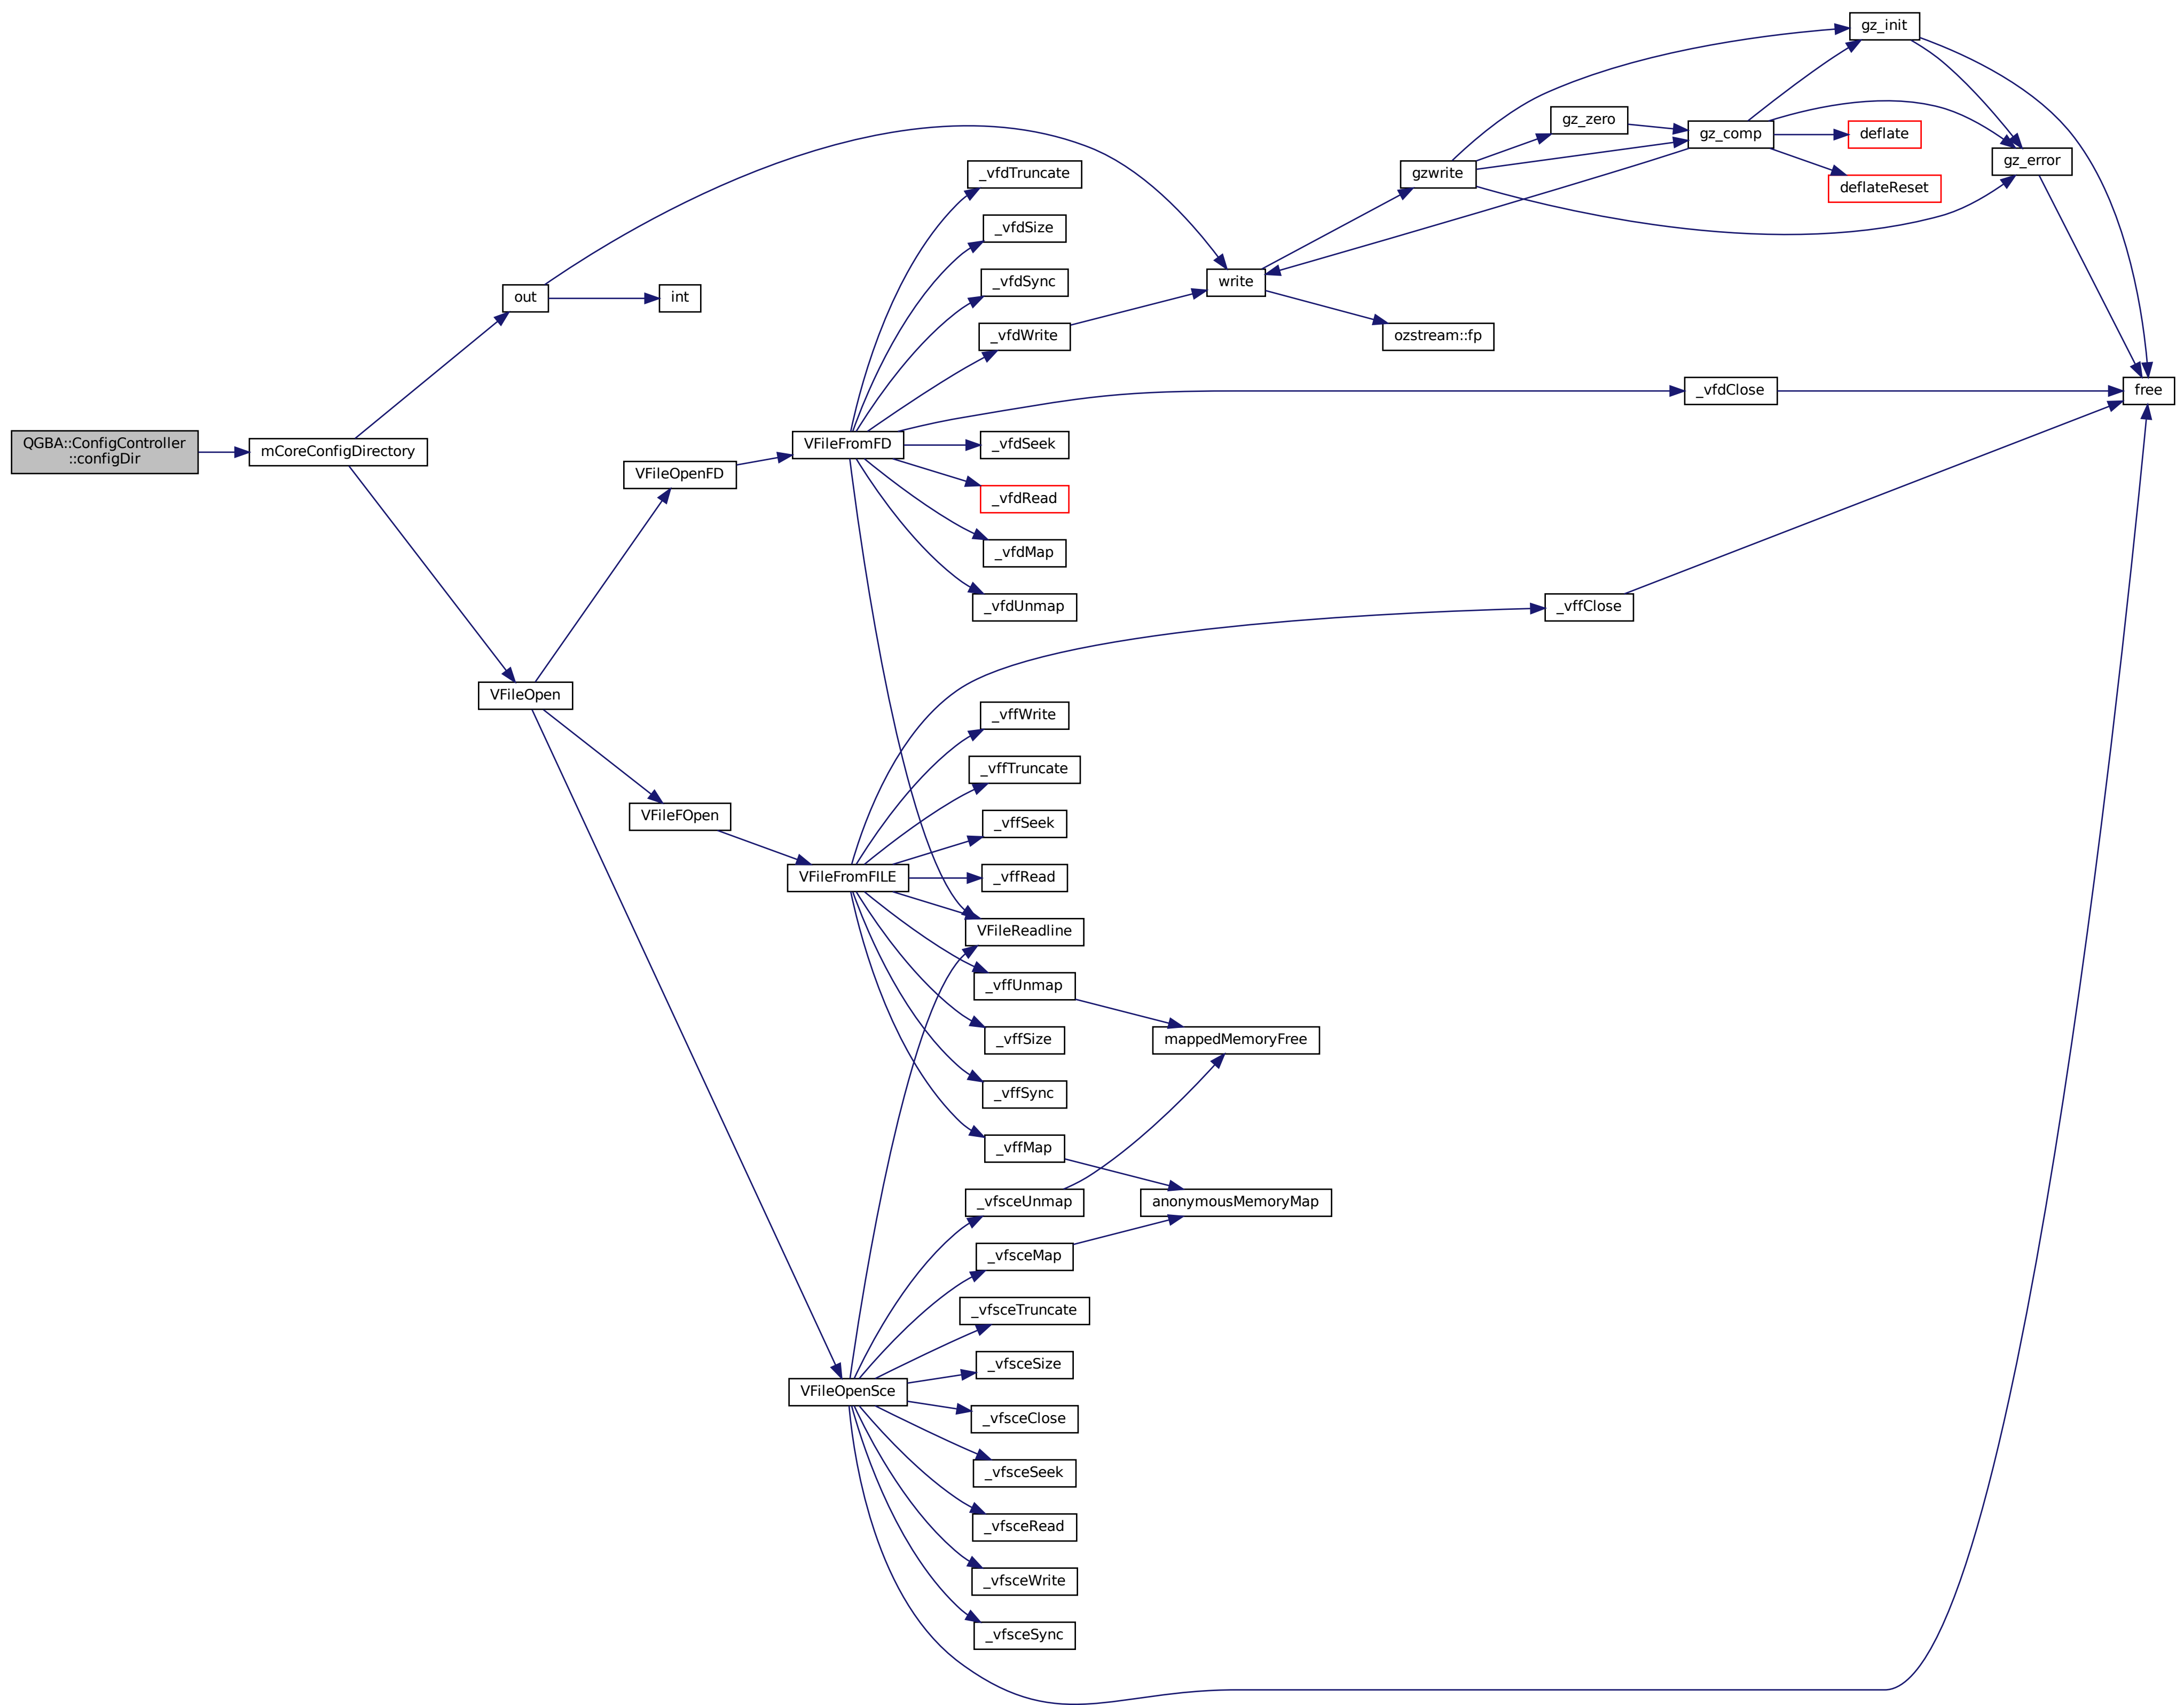 QGBA::ConfigController
::configDir
mCoreConfigDirectory
out
int
VFileOpen
VFileOpenFD
VFileFOpen
VFileFromFD
VFileFromFILE
VFileOpenSce
_vfdTruncate
_vfdSize
_vfdSync
_vfdWrite
_vfdSeek
_vfdRead
_vfdMap
_vfdUnmap
_vffWrite
_vffTruncate
_vffSeek
_vffRead
VFileReadline
_vffUnmap
_vffSize
_vffSync
_vffMap
_vfsceUnmap
_vfsceMap
_vfsceTruncate
_vfsceSize
_vfsceClose
_vfsceSeek
_vfsceRead
_vfsceWrite
_vfsceSync
write
mappedMemoryFree
anonymousMemoryMap
gzwrite
ozstream::fp
gz_zero
_vffClose
gz_comp
_vfdClose
gz_init
deflate
deflateReset
gz_error
free